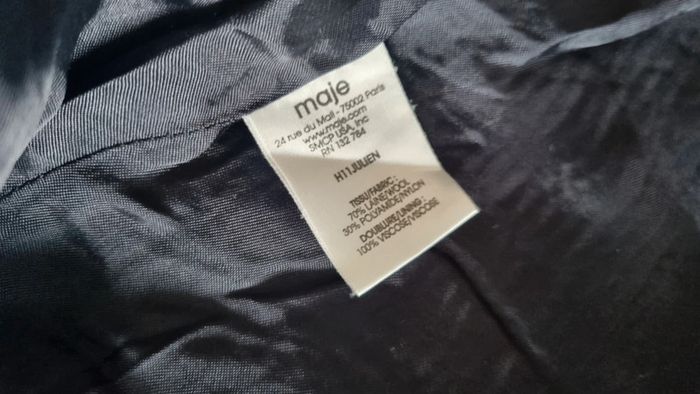 maje
24 rue du Mail - 75002 Paris
www.maje.com
SMCP USA, Inc
RN 132 784
H11JULIEN
TISSU/FABRIC :
70% LAINE/WOOL
30% POLYAMIDE/NYLON
DOUBLURE/LINING :
100% VISCOSE/VISCOSE